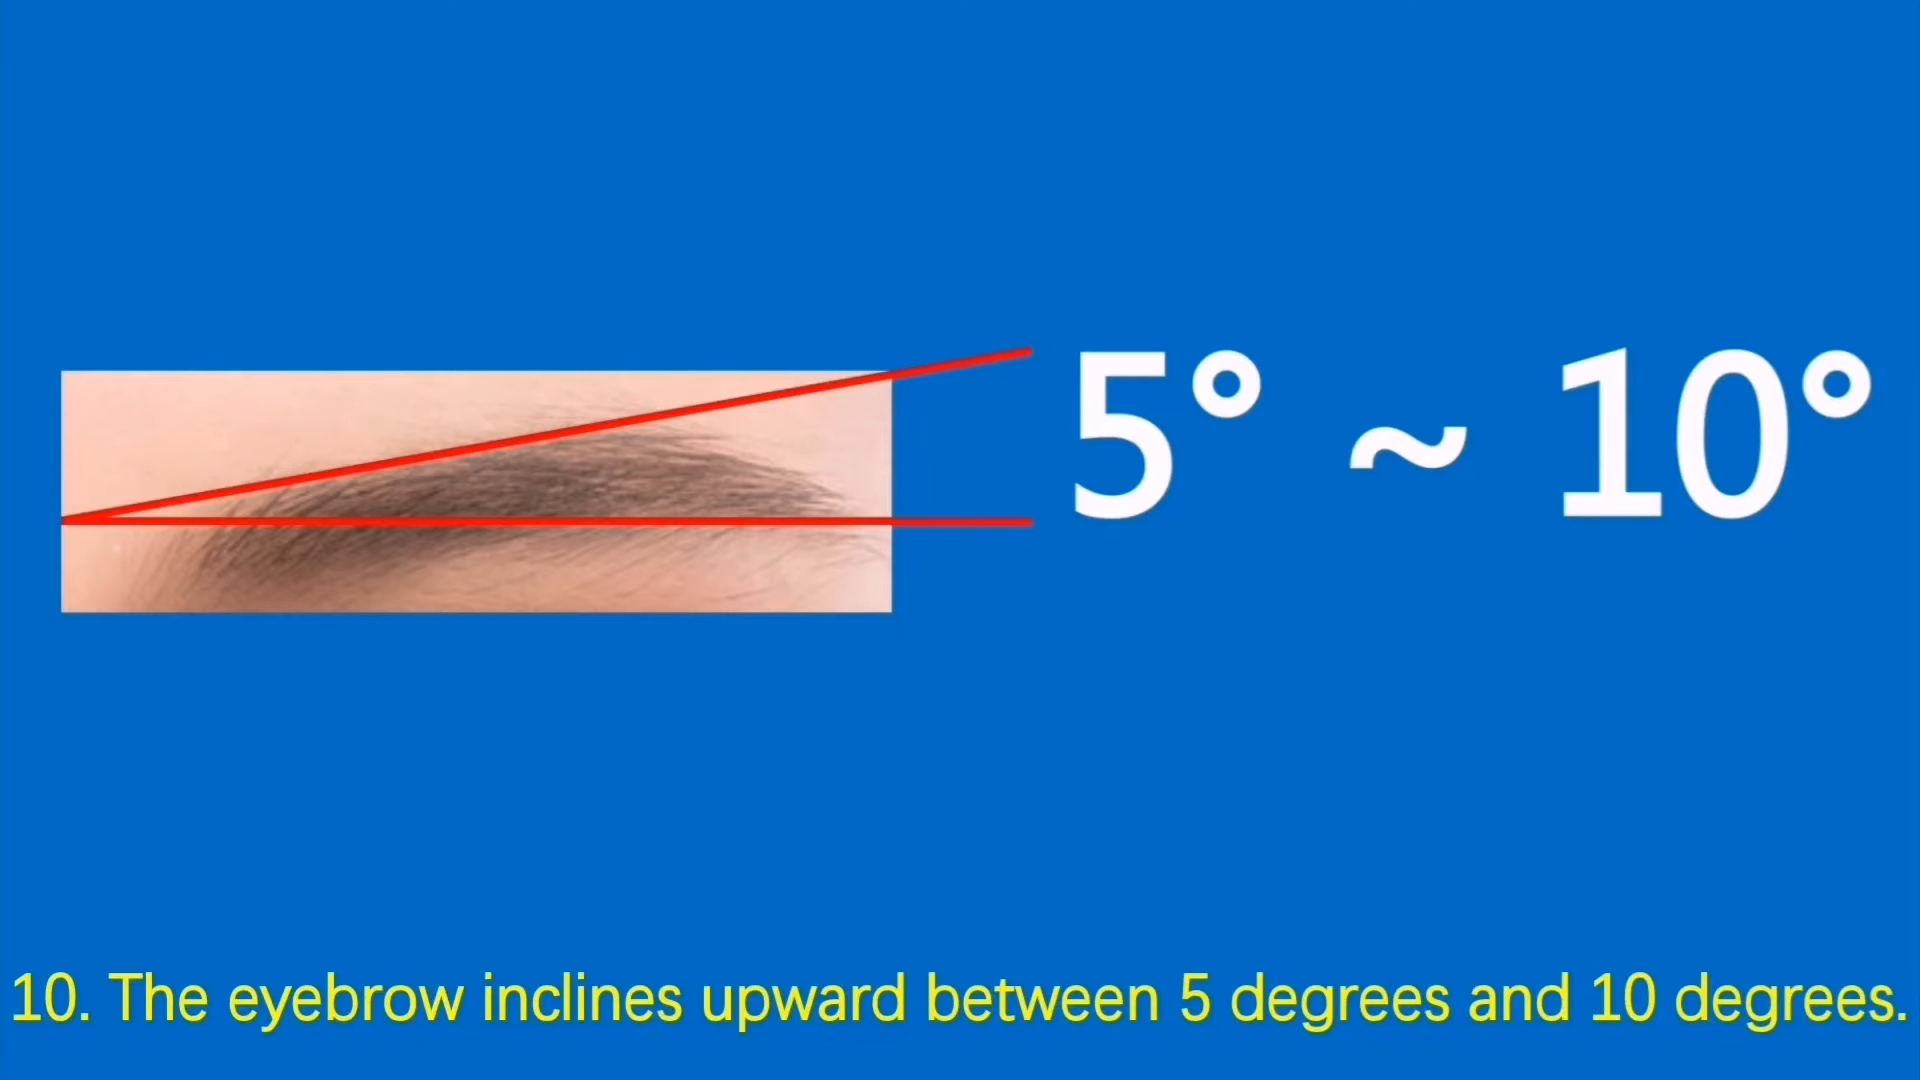 5° ~ 10°
10. The eyebrow inclines upward between 5 degrees and 10 degrees.